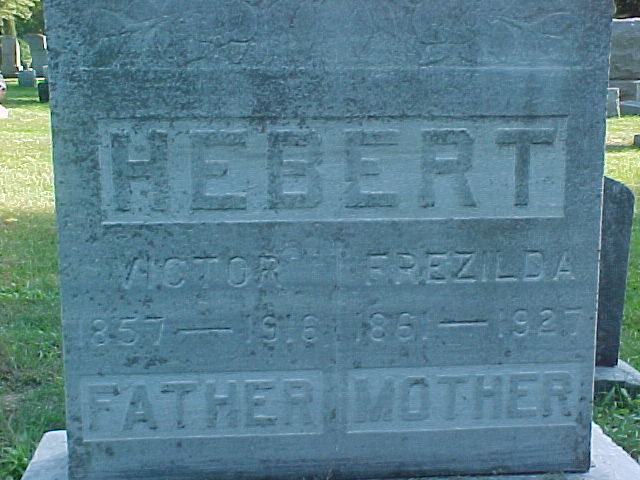 HEBERT
VICTOR FREZILDA
1857 — 1916 1861 — 1927
FATHER MOTHER